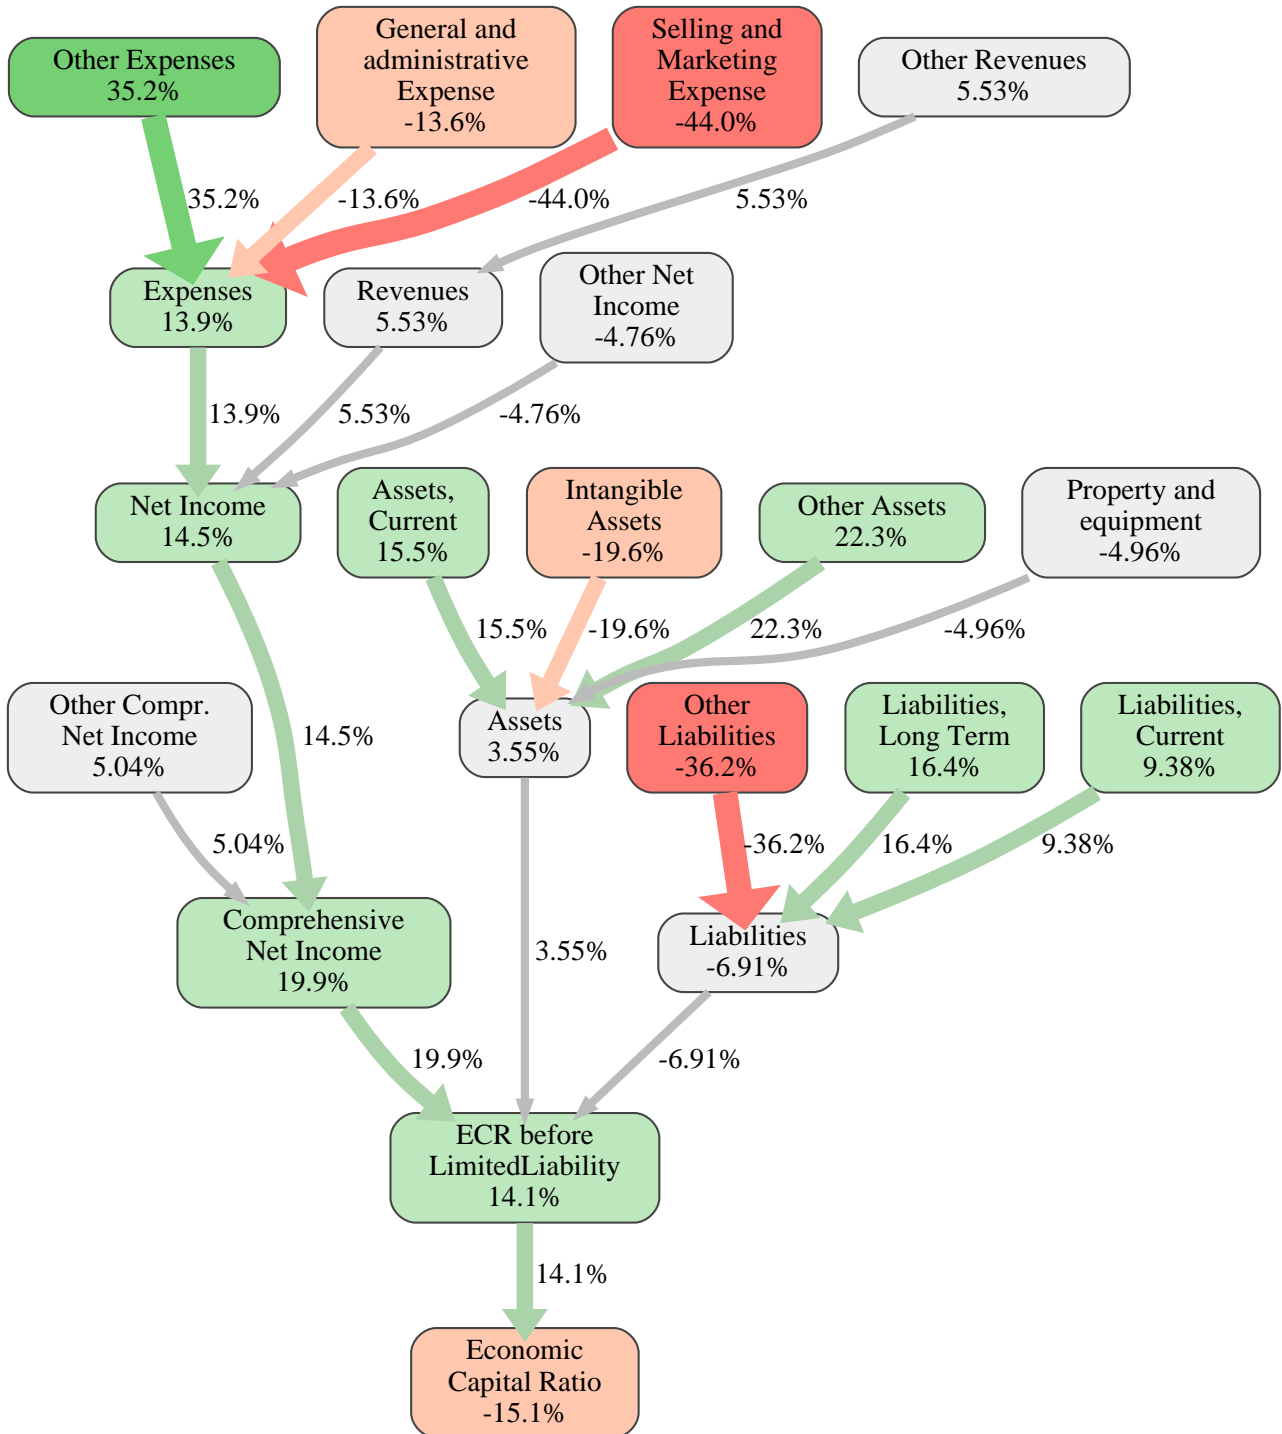 Other Expenses
35.2%
General and
administrative
Expense
-13.6%
Selling and
Marketing
Expense
-44.0%
Other Revenues
5.53%
35.2%
-13.6%
-44.0%
5.53%
Expenses
13.9%
Revenues
5.53%
Other Net
Income
-4.76%
13.9%
5.53%
-4.76%
Net Income
14.5%
Assets,
Current
15.5%
Intangible
Assets
-19.6%
Other Assets
22.3%
Property and
equipment
-4.96%
15.5%
-19.6%
22.3%
-4.96%
Other Compr.
Net Income
5.04%
14.5%
Assets
3.55%
Other
Liabilities
-36.2%
Liabilities,
Long Term
16.4%
Liabilities,
Current
9.38%
5.04%
-36.2%
16.4%
9.38%
Comprehensive
Net Income
19.9%
3.55%
Liabilities
-6.91%
19.9%
-6.91%
ECR before
LimitedLiability
14.1%
14.1%
Economic
Capital Ratio
-15.1%